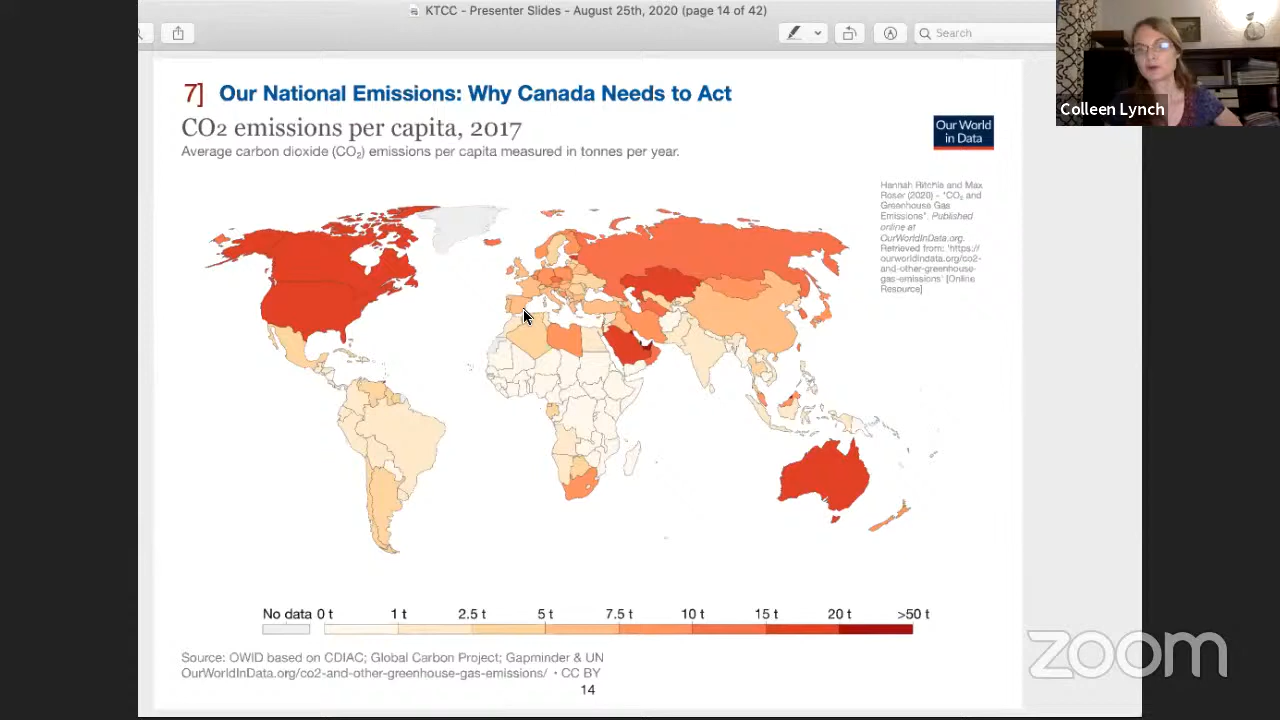 KTCC - Presenter Slides - August 25th, 2020 (page 14 of 42)
Search
Colleen Lynch
7] Our National Emissions: Why Canada Needs to Act
CO2 emissions per capita, 2017
Average carbon dioxide (CO₂) emissions per capita measured in tonnes per year.
Our World
in Data
Hannah Ritchie and Max
Roser (2020) - "CO₂ and
Greenhouse Gas
Emissions". Published
online at
OurWorldInData.org.
Retrieved from: 'https://
ourworldindata.org/co2-
and-other-greenhouse-
gas-emissions' [Online
Resource]
No data 0 t 1 t 2.5 t 5 t 7.5 t 10 t 15 t 20 t >50 t
Source: OWID based on CDIAC; Global Carbon Project; Gapminder & UN
OurWorldInData.org/co2-and-other-greenhouse-gas-emissions/ • CC BY
14
zoom